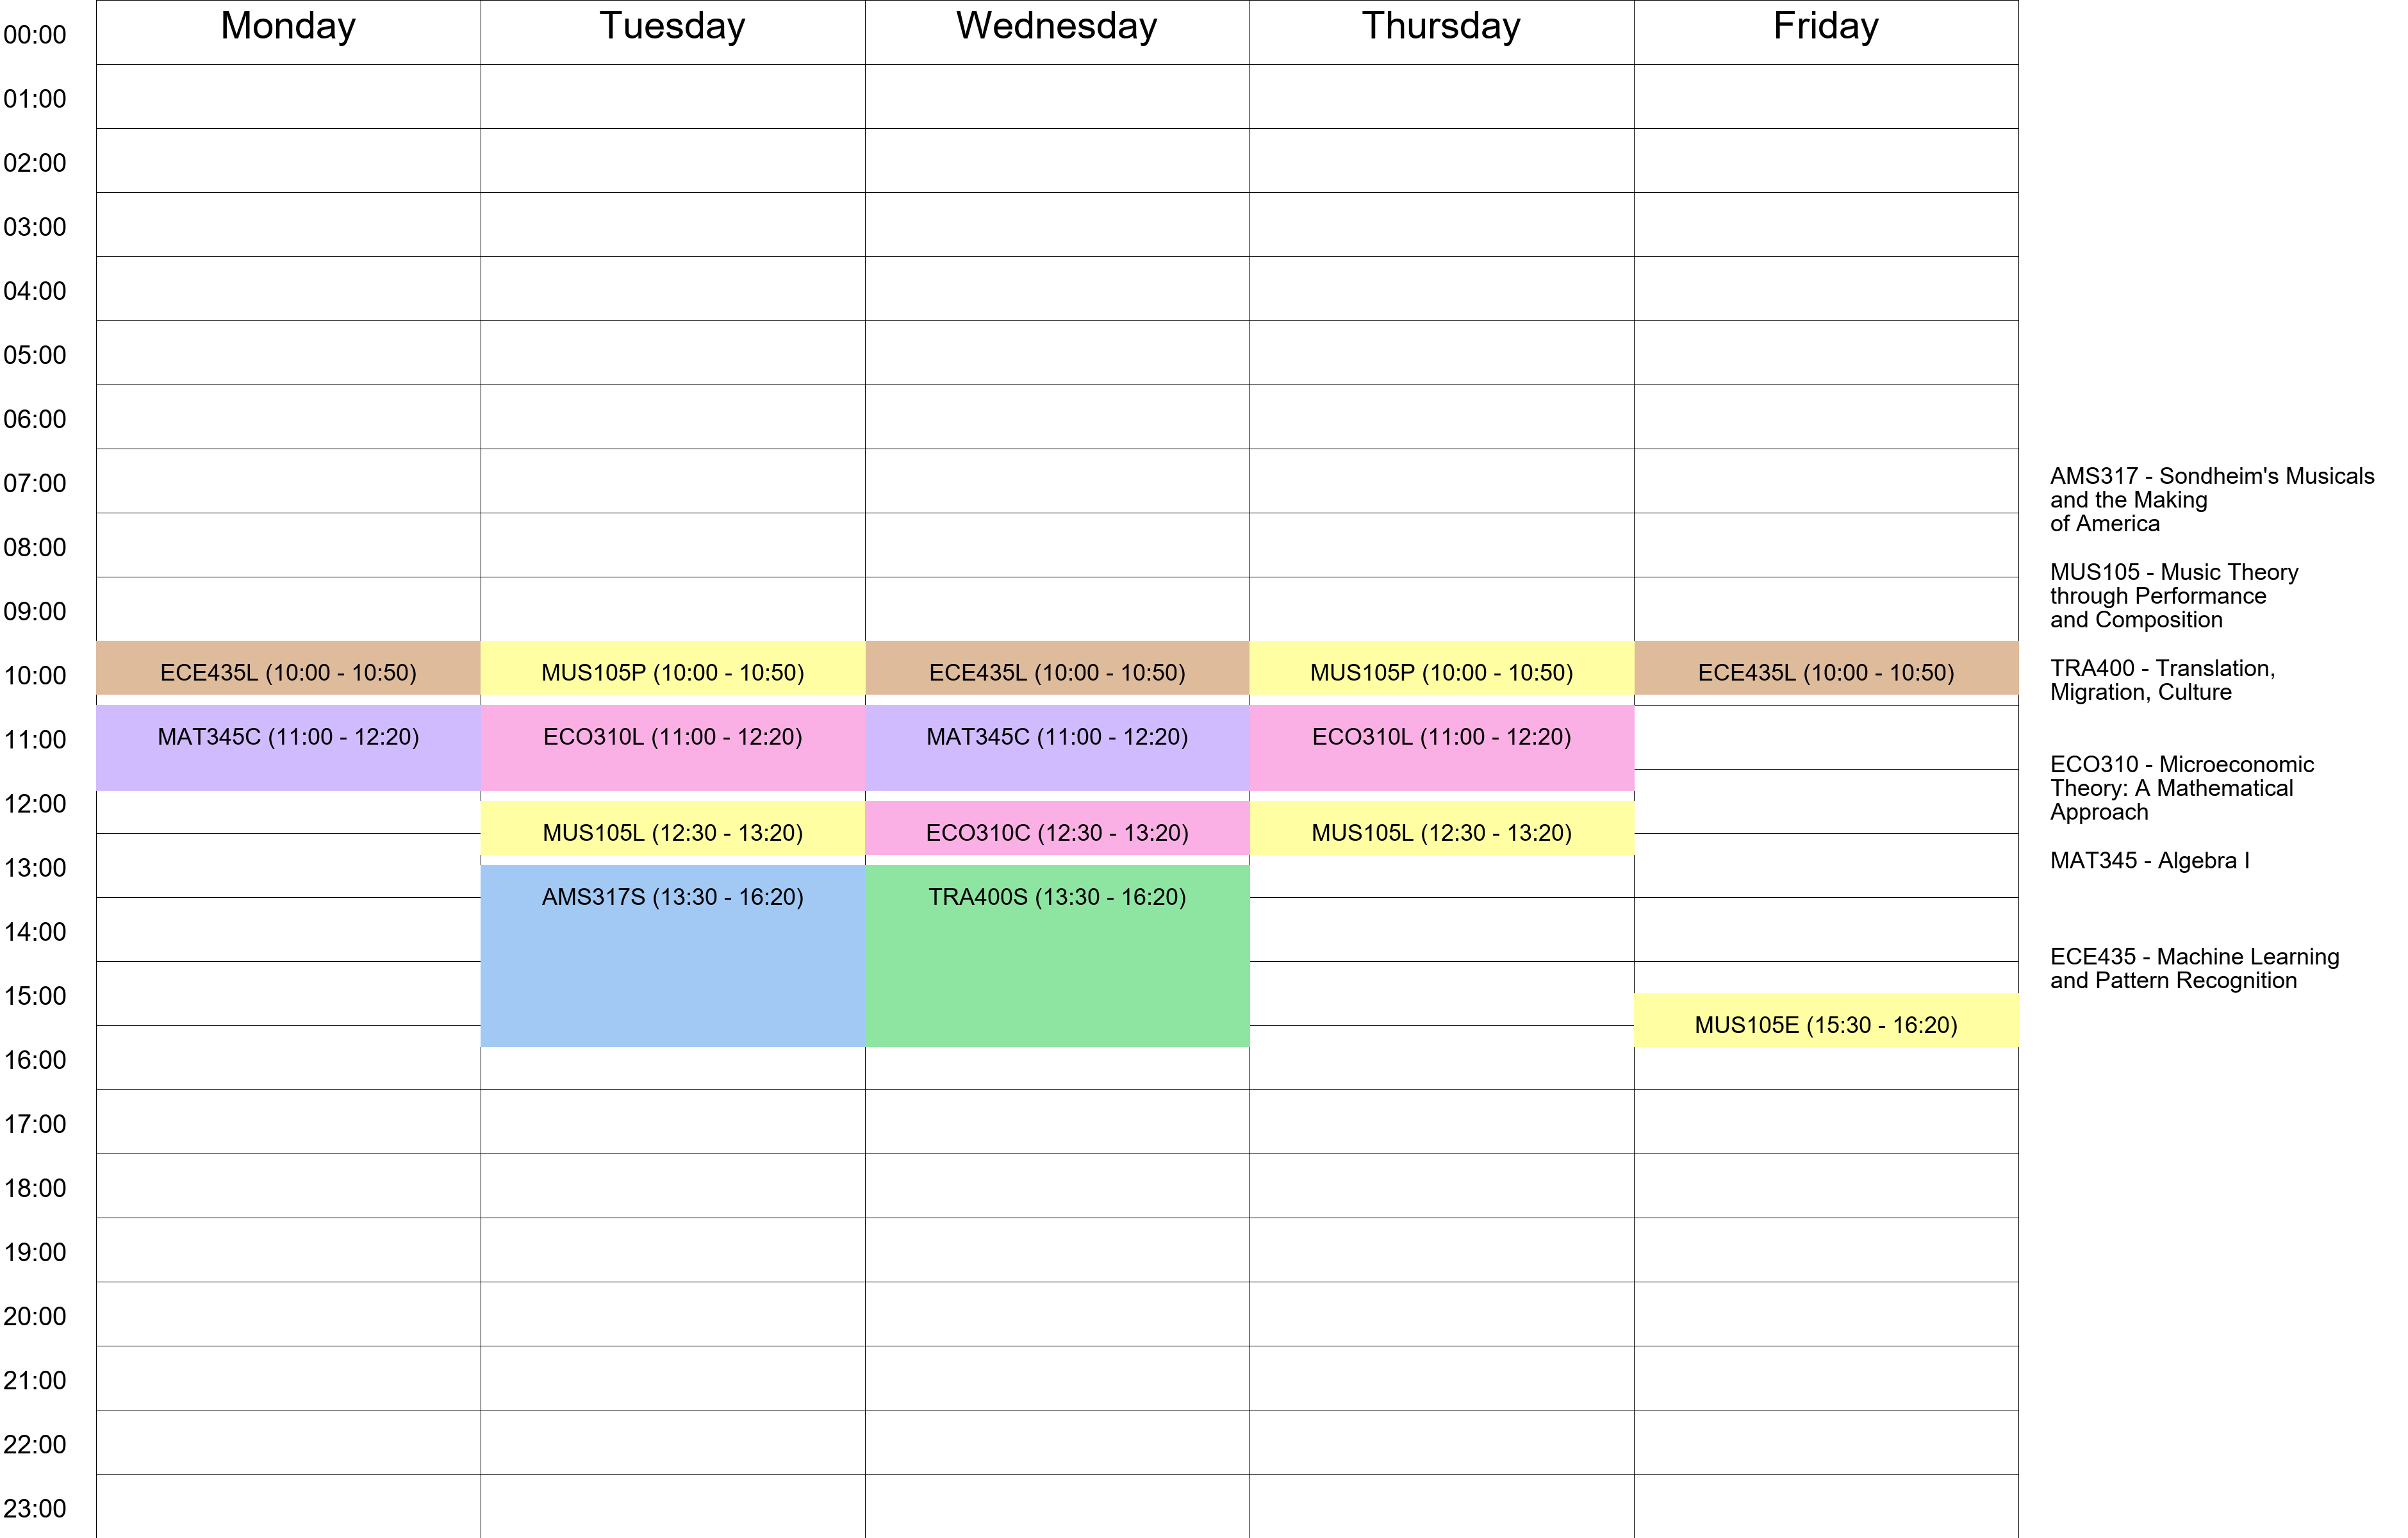 Monday Tuesday Wednesday Thursday Friday
00:00
01:00
02:00
03:00
04:00
05:00
06:00
07:00
08:00
09:00
10:00 ECE435L (10:00 - 10:50) MUS105P (10:00 - 10:50) ECE435L (10:00 - 10:50) MUS105P (10:00 - 10:50) ECE435L (10:00 - 10:50)
11:00 MAT345C (11:00 - 12:20) ECO310L (11:00 - 12:20) MAT345C (11:00 - 12:20) ECO310L (11:00 - 12:20)
12:00
MUS105L (12:30 - 13:20) ECO310C (12:30 - 13:20) MUS105L (12:30 - 13:20)
13:00
AMS317S (13:30 - 16:20) TRA400S (13:30 - 16:20)
14:00
15:00
MUS105E (15:30 - 16:20)
16:00
17:00
18:00
19:00
20:00
21:00
22:00
23:00
AMS317 - Sondheim's Musicals
and the Making
of America
MUS105 - Music Theory
through Performance
and Composition
TRA400 - Translation,
Migration, Culture
ECO310 - Microeconomic
Theory: A Mathematical
Approach
MAT345 - Algebra I
ECE435 - Machine Learning
and Pattern Recognition